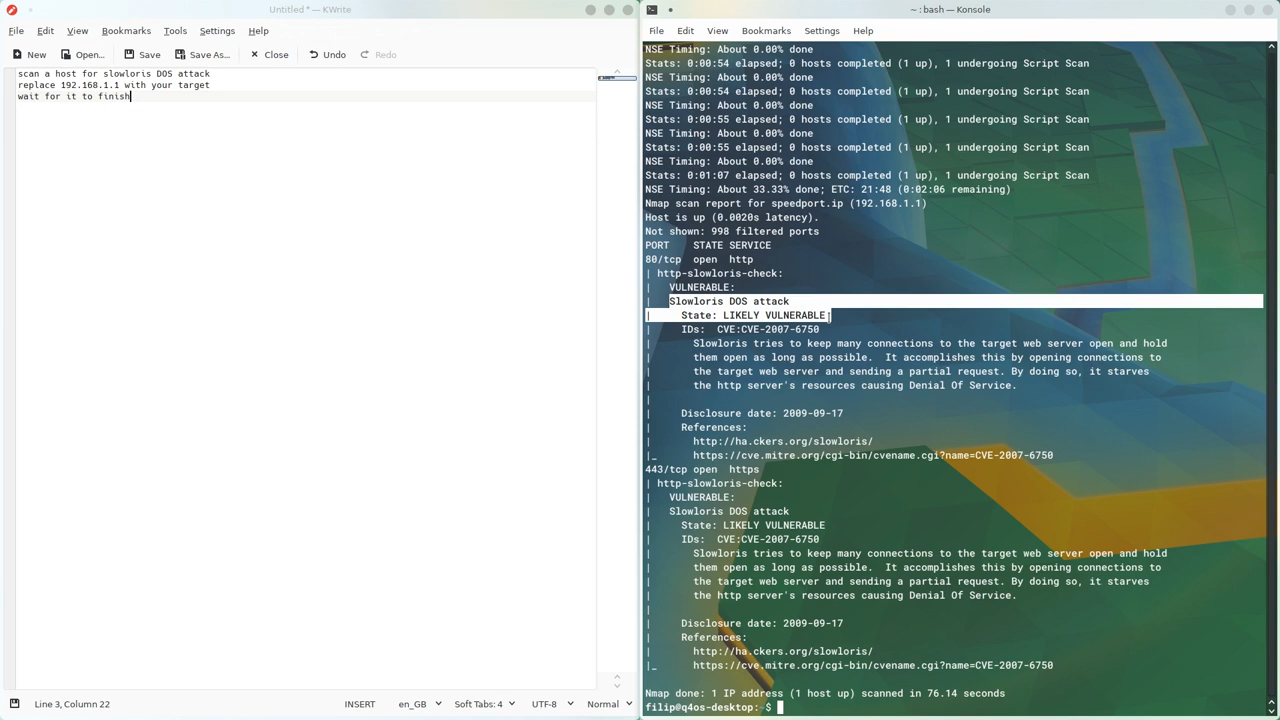 Untitled * — KWrite
File Edit View Bookmarks Tools Settings Help
New Open... Save Save As... Close Undo Redo
scan a host for slowloris DOS attack
replace 192.168.1.1 with your target
wait for it to finish
Line 3, Column 22 INSERT en_GB Soft Tabs: 4 UTF-8 Normal
~ : bash — Konsole
File Edit View Bookmarks Settings Help
NSE Timing: About 0.00% done
Stats: 0:00:54 elapsed; 0 hosts completed (1 up), 1 undergoing Script Scan
NSE Timing: About 0.00% done
Stats: 0:00:54 elapsed; 0 hosts completed (1 up), 1 undergoing Script Scan
NSE Timing: About 0.00% done
Stats: 0:00:55 elapsed; 0 hosts completed (1 up), 1 undergoing Script Scan
NSE Timing: About 0.00% done
Stats: 0:00:55 elapsed; 0 hosts completed (1 up), 1 undergoing Script Scan
NSE Timing: About 0.00% done
Stats: 0:01:07 elapsed; 0 hosts completed (1 up), 1 undergoing Script Scan
NSE Timing: About 33.33% done; ETC: 21:48 (0:02:06 remaining)
Nmap scan report for speedport.ip (192.168.1.1)
Host is up (0.0020s latency).
Not shown: 998 filtered ports
PORT STATE SERVICE
80/tcp open http
| http-slowloris-check:
| VULNERABLE:
| Slowloris DOS attack
| State: LIKELY VULNERABLE
| IDs: CVE:CVE-2007-6750
| Slowloris tries to keep many connections to the target web server open and hold
| them open as long as possible. It accomplishes this by opening connections to
| the target web server and sending a partial request. By doing so, it starves
| the http server's resources causing Denial Of Service.
|
| Disclosure date: 2009-09-17
| References:
| http://ha.ckers.org/slowloris/
|_ https://cve.mitre.org/cgi-bin/cvename.cgi?name=CVE-2007-6750
443/tcp open https
| http-slowloris-check:
| VULNERABLE:
| Slowloris DOS attack
| State: LIKELY VULNERABLE
| IDs: CVE:CVE-2007-6750
| Slowloris tries to keep many connections to the target web server open and hold
| them open as long as possible. It accomplishes this by opening connections to
| the target web server and sending a partial request. By doing so, it starves
| the http server's resources causing Denial Of Service.
|
| Disclosure date: 2009-09-17
| References:
| http://ha.ckers.org/slowloris/
|_ https://cve.mitre.org/cgi-bin/cvename.cgi?name=CVE-2007-6750
Nmap done: 1 IP address (1 host up) scanned in 76.14 seconds
filip@q4os-desktop:~$